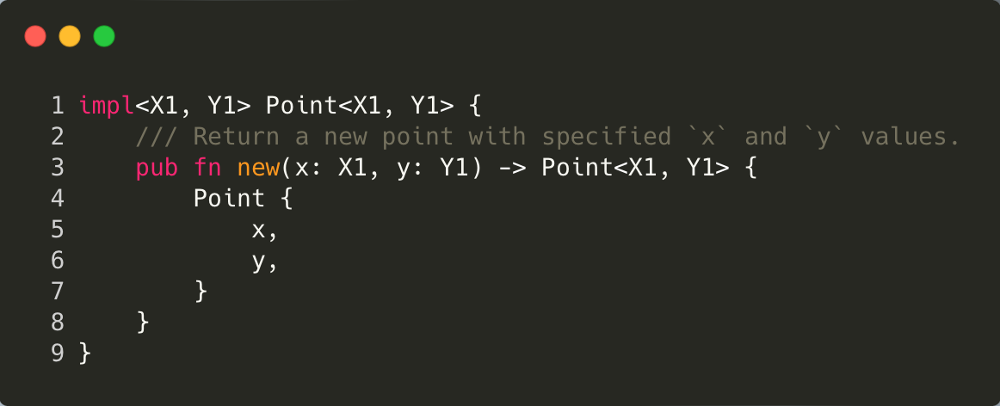 1 impl<X1, Y1> Point<X1, Y1> {
2     /// Return a new point with specified `x` and `y` values.
3     pub fn new(x: X1, y: Y1) -> Point<X1, Y1> {
4         Point {
5             x,
6             y,
7         }
8     }
9 }